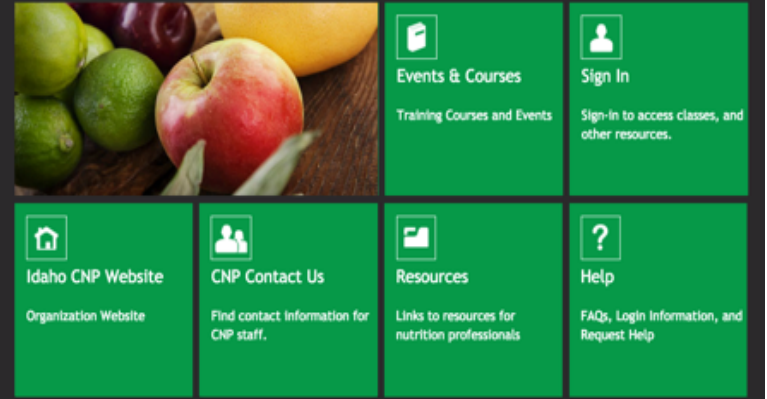 Events & Courses
Training Courses and Events
Sign In
Sign-in to access classes, and
other resources.
Idaho CNP Website
Organization Website
CNP Contact Us
Find contact information for
CNP staff.
Resources
Links to resources for
nutrition professionals
Help
FAQs, Login Information, and
Request Help